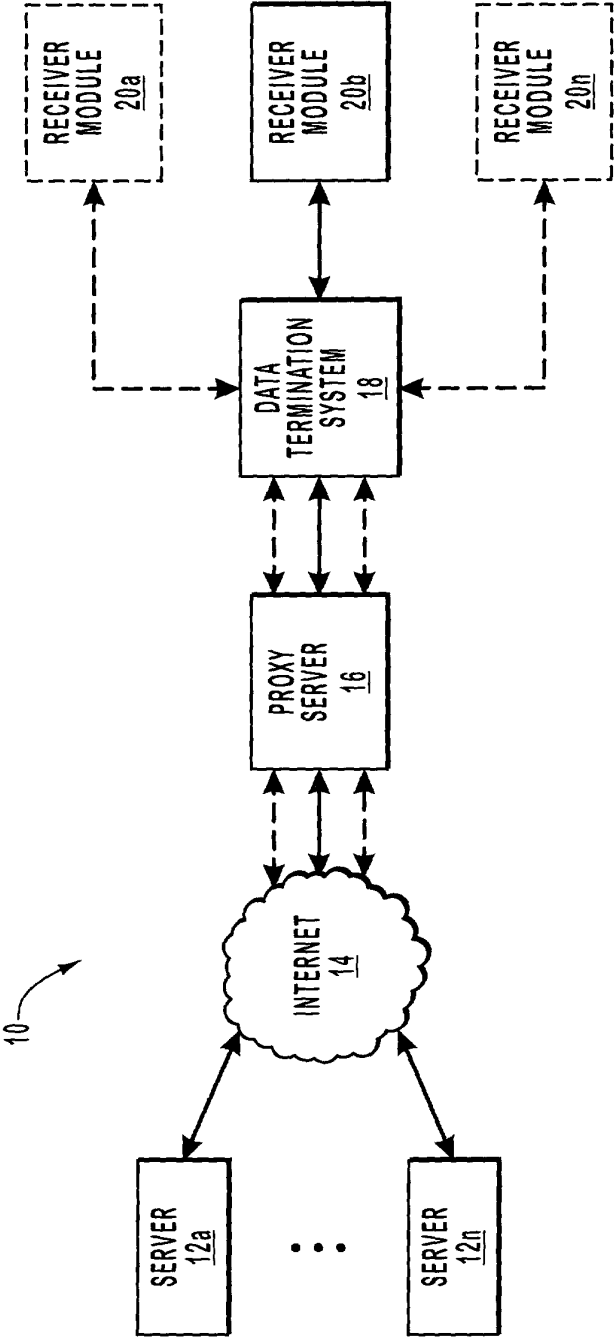 10
SERVER
12a
SERVER
12n
INTERNET
14
PROXY
SERVER
16
DATA
TERMINATION
SYSTEM
18
RECEIVER
MODULE
20a
RECEIVER
MODULE
20b
RECEIVER
MODULE
20n